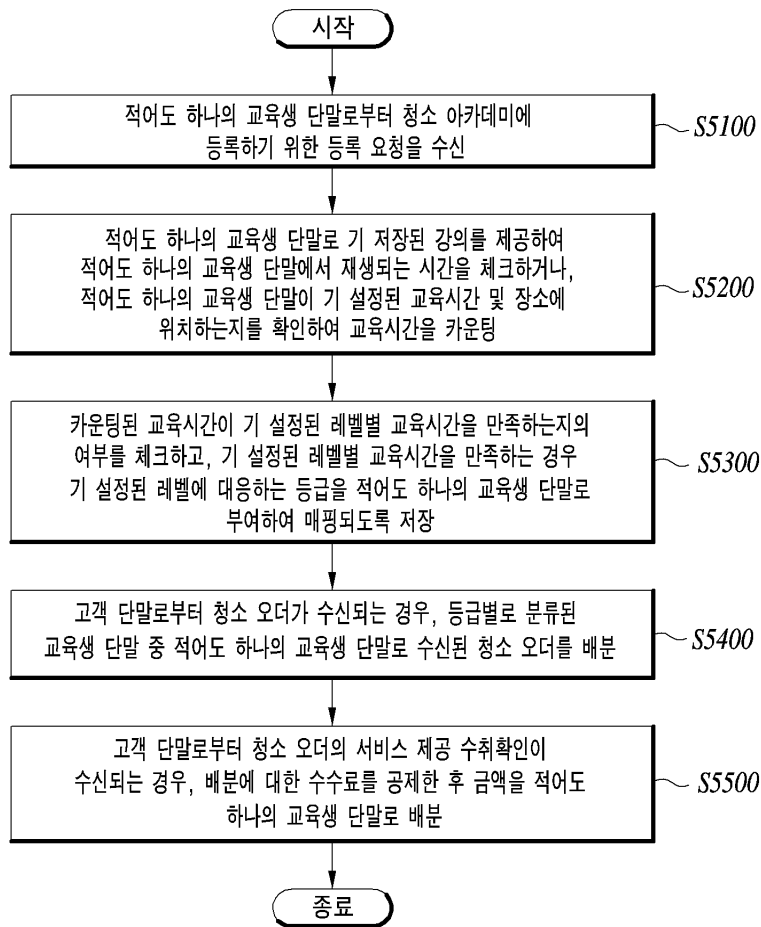 시작
적어도 하나의 교육생 단말로부터 청소 아카데미에
등록하기 위한 등록 요청을 수신
S5100
적어도 하나의 교육생 단말로 기 저장된 강의를 제공하여
적어도 하나의 교육생 단말에서 재생되는 시간을 체크하거나,
적어도 하나의 교육생 단말이 기 설정된 교육시간 및 장소에
위치하는지를 확인하여 교육시간을 카운팅
S5200
카운팅된 교육시간이 기 설정된 레벨별 교육시간을 만족하는지의
여부를 체크하고, 기 설정된 레벨별 교육시간을 만족하는 경우
기 설정된 레벨에 대응하는 등급을 적어도 하나의 교육생 단말로
부여하여 매핑되도록 저장
S5300
고객 단말로부터 청소 오더가 수신되는 경우, 등급별로 분류된
교육생 단말 중 적어도 하나의 교육생 단말로 수신된 청소 오더를 배분
S5400
고객 단말로부터 청소 오더의 서비스 제공 수취확인이
수신되는 경우, 배분에 대한 수수료를 공제한 후 금액을 적어도
하나의 교육생 단말로 배분
S5500
종료